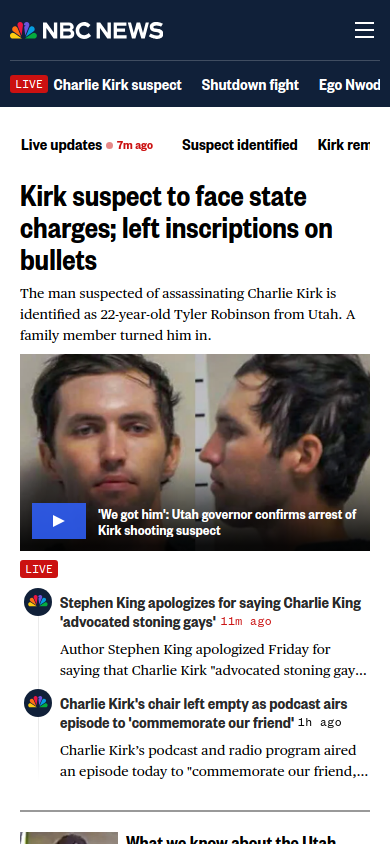 NBC NEWS
LIVE Charlie Kirk suspect Shutdown fight Ego Nwod
Live updates 7m ago Suspect identified Kirk rem
Kirk suspect to face state
charges; left inscriptions on
bullets
The man suspected of assassinating Charlie Kirk is
identified as 22-year-old Tyler Robinson from Utah. A
family member turned him in.
'We got him': Utah governor confirms arrest of
Kirk shooting suspect
LIVE
Stephen King apologizes for saying Charlie Kirk
'advocated stoning gays' 11m ago
Author Stephen King apologized Friday for
saying that Charlie Kirk "advocated stoning gay...
Charlie Kirk's chair left empty as podcast airs
episode to 'commemorate our friend' 1h ago
Charlie Kirk's podcast and radio program aired
an episode today to "commemorate our friend,...
What we know about the Utah